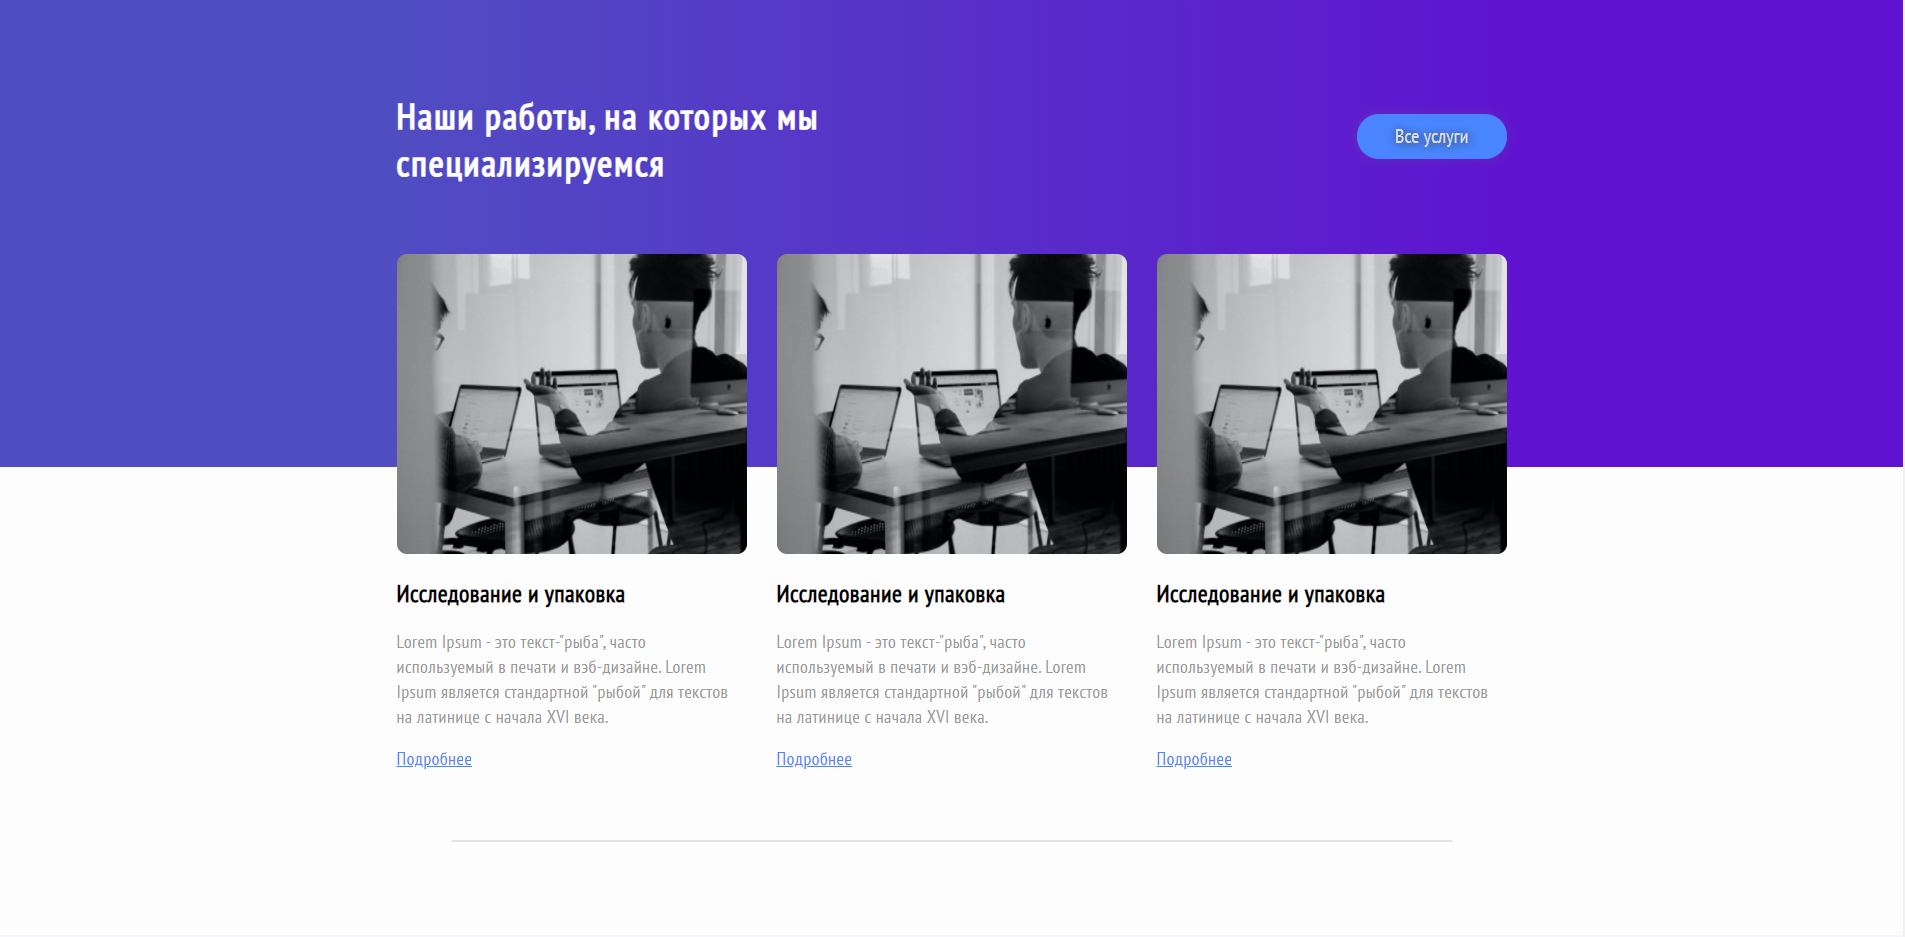 Наши работы, на которых мы
специализируемся
Все услуги
Исследование и упаковка
Lorem Ipsum - это текст-"рыба", часто
используемый в печати и вэб-дизайне. Lorem
Ipsum является стандартной "рыбой" для текстов
на латинице с начала XVI века.
Подробнее
Исследование и упаковка
Lorem Ipsum - это текст-"рыба", часто
используемый в печати и вэб-дизайне. Lorem
Ipsum является стандартной "рыбой" для текстов
на латинице с начала XVI века.
Подробнее
Исследование и упаковка
Lorem Ipsum - это текст-"рыба", часто
используемый в печати и вэб-дизайне. Lorem
Ipsum является стандартной "рыбой" для текстов
на латинице с начала XVI века.
Подробнее